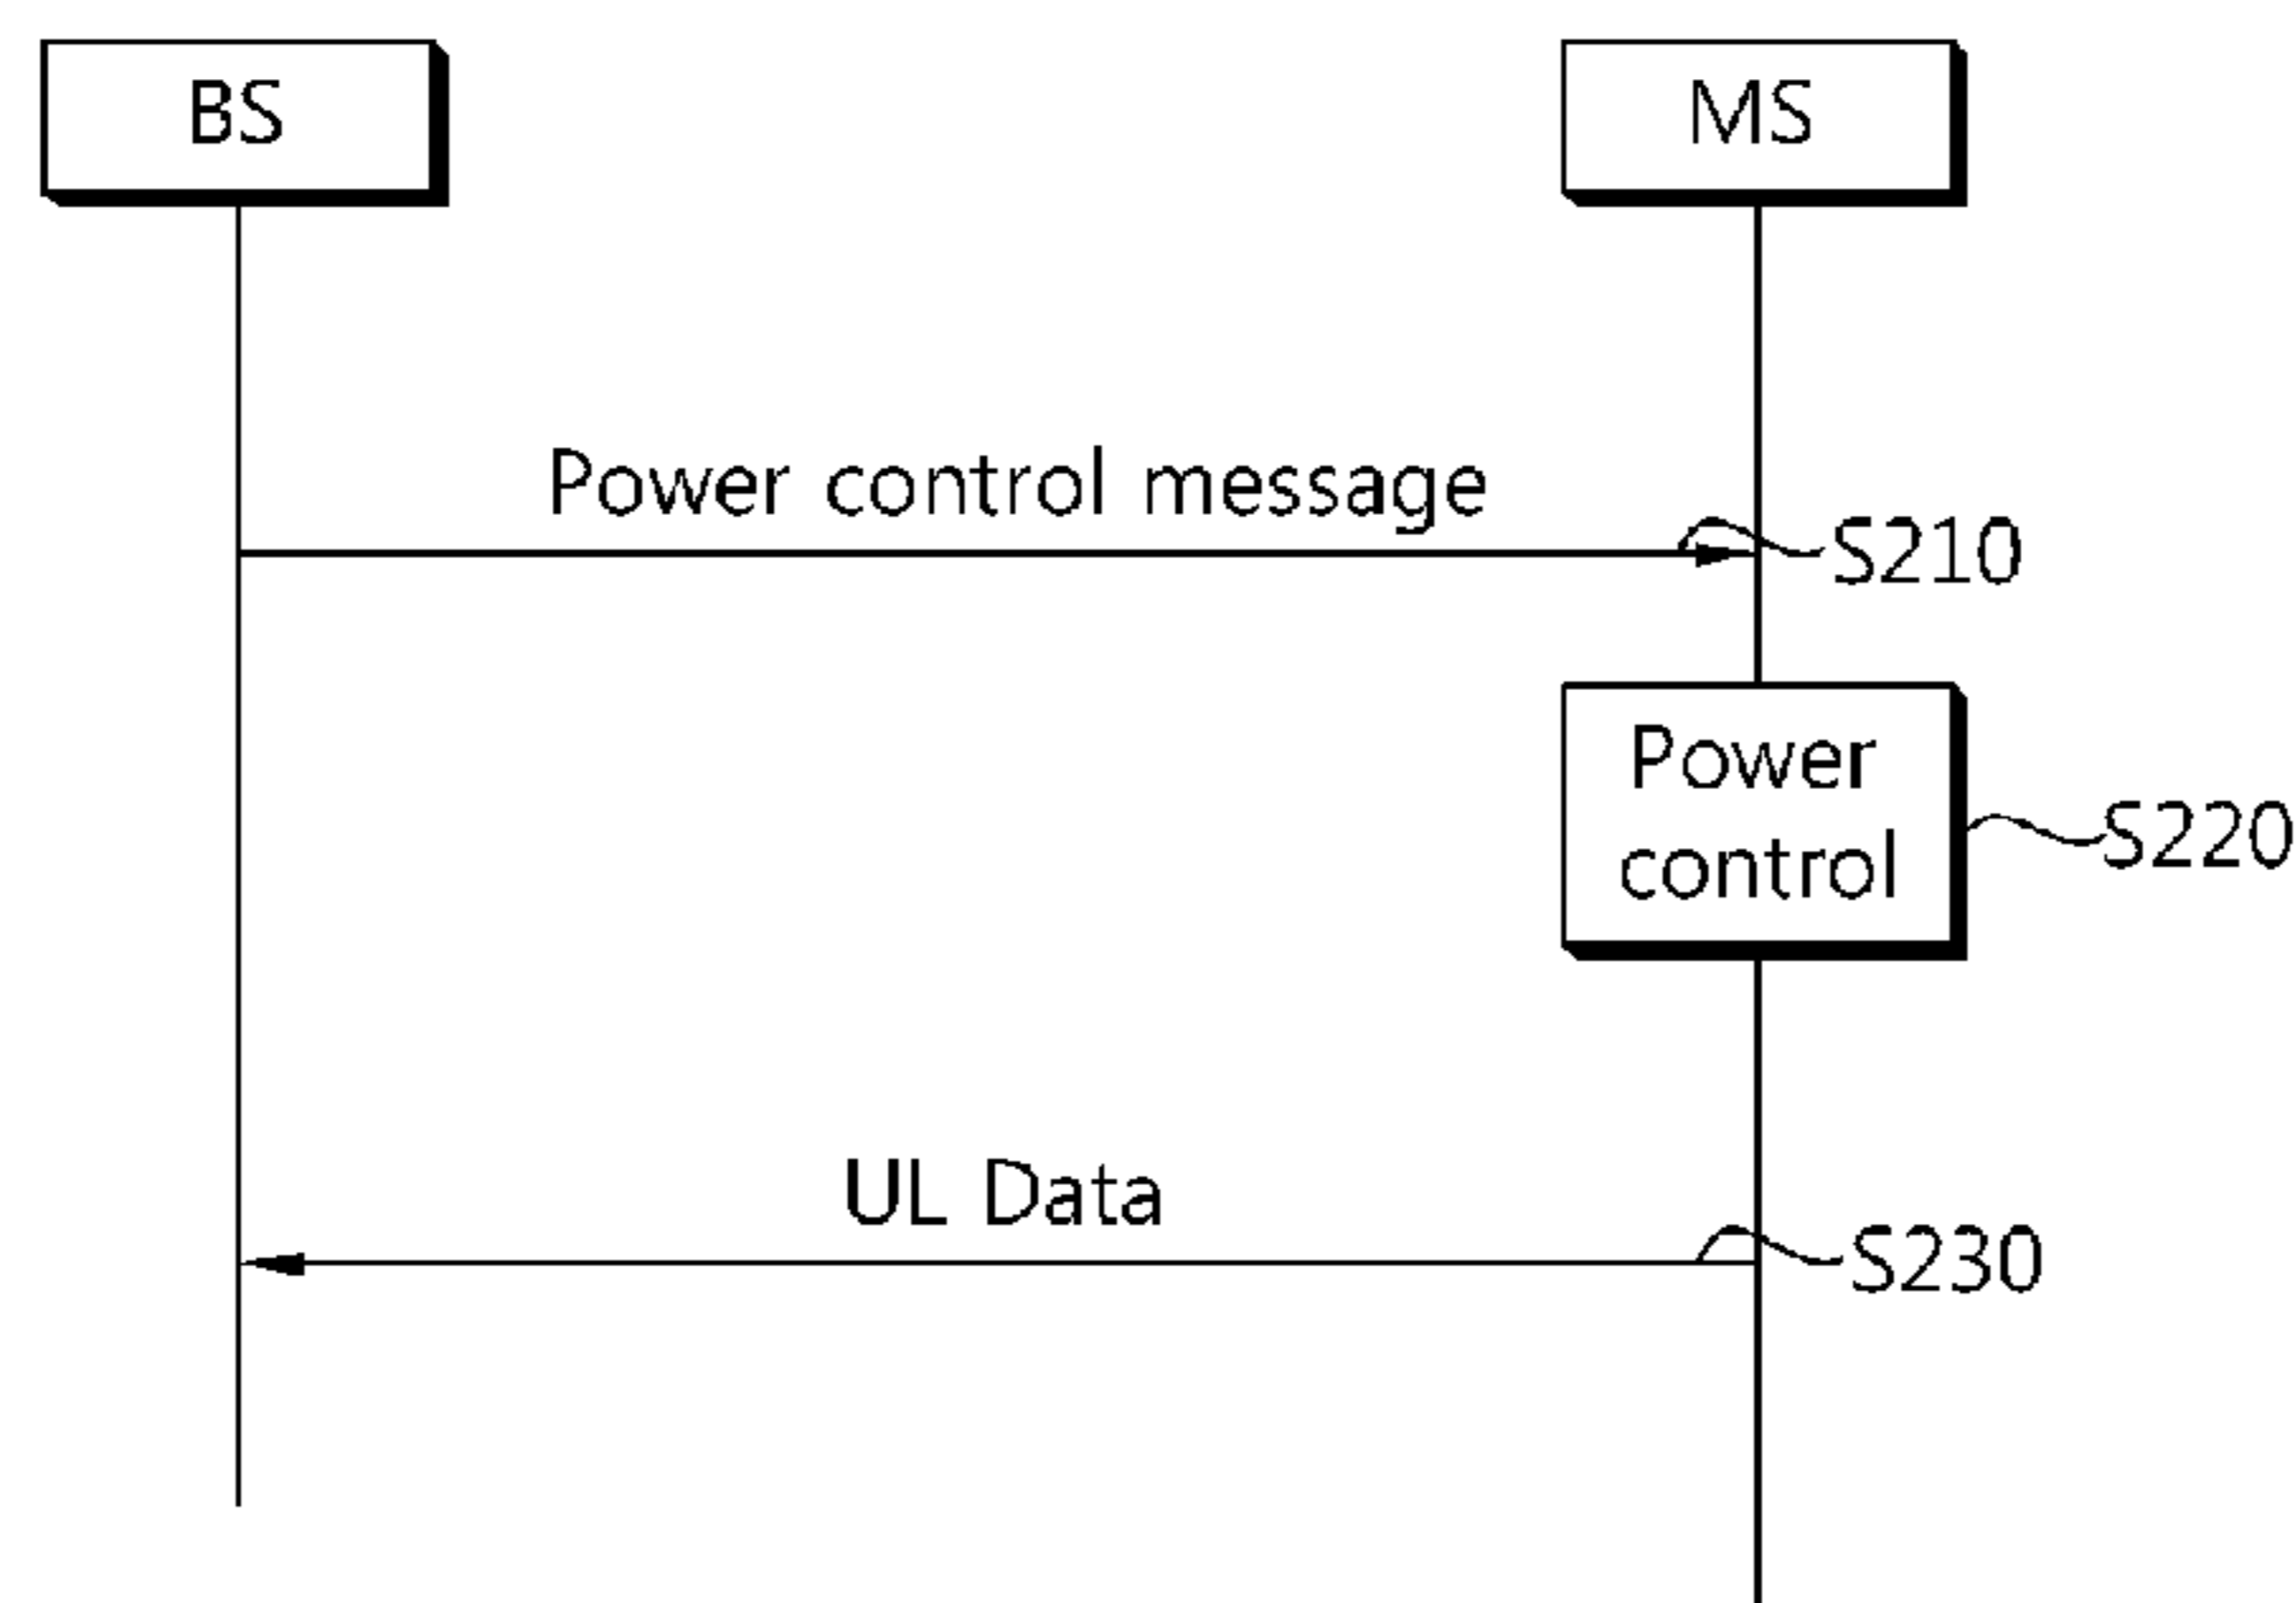 BS
MS
Power control message
S210
Power
control
S220
UL Data
S230